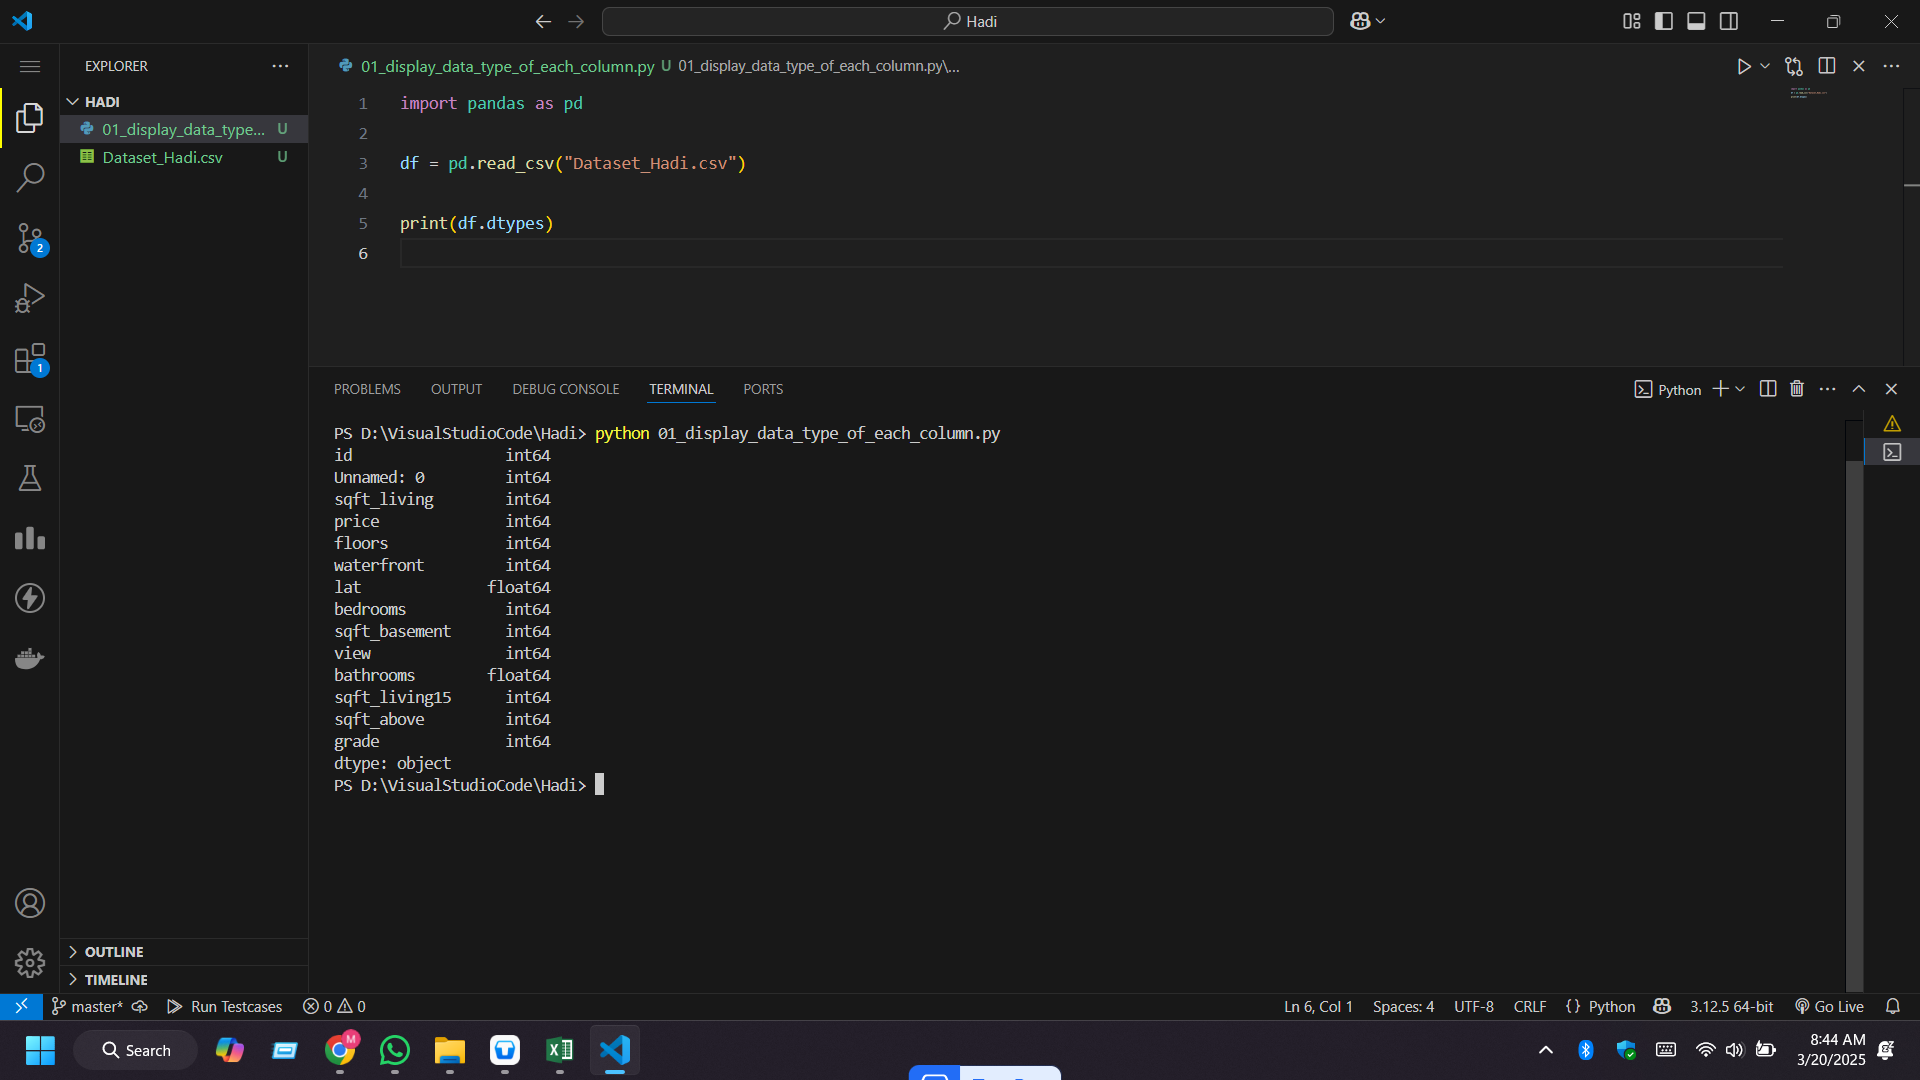 Hadi
EXPLORER
HADI
01_display_data_type... U
Dataset_Hadi.csv U
2
1
OUTLINE
TIMELINE
01_display_data_type_of_each_column.py U 01_display_data_type_of_each_column.py\...
1 import pandas as pd
2
3 df = pd.read_csv("Dataset_Hadi.csv")
4
5 print(df.dtypes)
6
PROBLEMS OUTPUT DEBUG CONSOLE TERMINAL PORTS
Python
PS D:\VisualStudioCode\Hadi> python 01_display_data_type_of_each_column.py
id int64
Unnamed: 0 int64
sqft_living int64
price int64
floors int64
waterfront int64
lat float64
bedrooms int64
sqft_basement int64
view int64
bathrooms float64
sqft_living15 int64
sqft_above int64
grade int64
dtype: object
PS D:\VisualStudioCode\Hadi>
master* Run Testcases 0 0 Ln 6, Col 1 Spaces: 4 UTF-8 CRLF {} Python 3.12.5 64-bit Go Live
Search
M
8:44 AM
3/20/2025